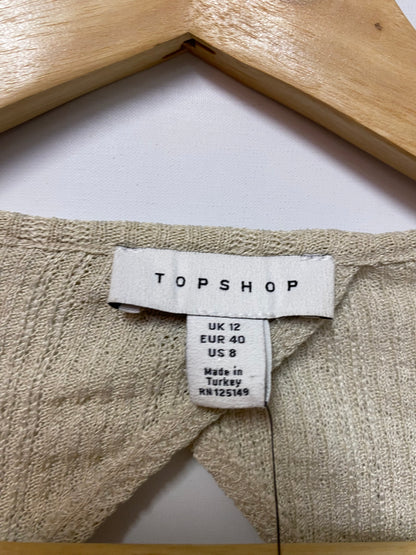 TOPSHOP
UK 12
EUR 40
US 8
Made in
Turkey
RN 125149